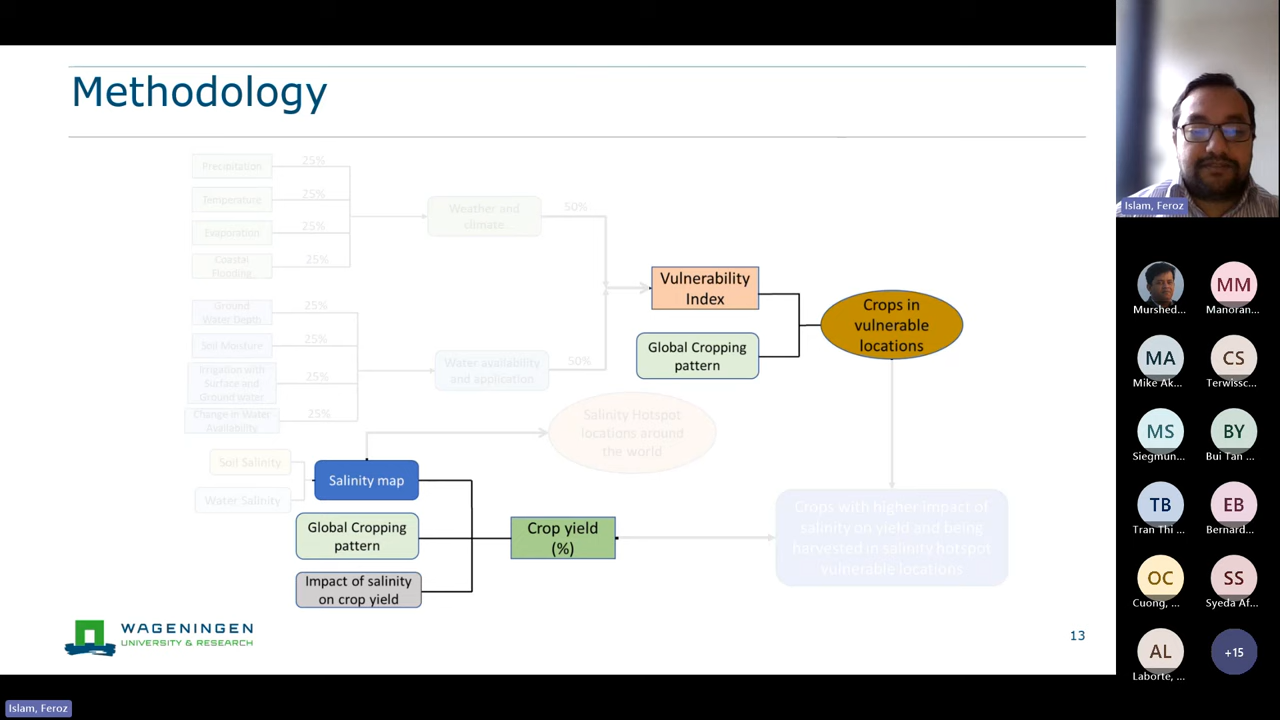 Methodology
Precipitation
25%
Temperature
25%
Evaporation
25%
Coastal
Flooding
25%
Weather and
climate
50%
Ground
Water Depth
25%
Soil Moisture
25%
Irrigation with
Surface and
Ground water
25%
Change in Water
Availability
25%
Water availability
and application
50%
Vulnerability
Index
Global Cropping
pattern
Crops in
vulnerable
locations
Salinity Hotspot
locations around
the world
Soil Salinity
Water Salinity
Salinity map
Global Cropping
pattern
Impact of salinity
on crop yield
Crop yield
(%)
Crops with higher impact of
salinity on yield and being
harvested in salinity hotspot
vulnerable locations
WAGENINGEN
UNIVERSITY & RESEARCH
13
Islam, Feroz
Murshed...
MM
Manoran...
MA
Mike Ak...
CS
Terwissc...
MS
Siegmun...
BY
Bui Tan ...
TB
Tran Thi ...
EB
Bernard...
OC
Cuong, ...
SS
Syeda Af...
AL
Laborte, ...
+15
Islam, Feroz